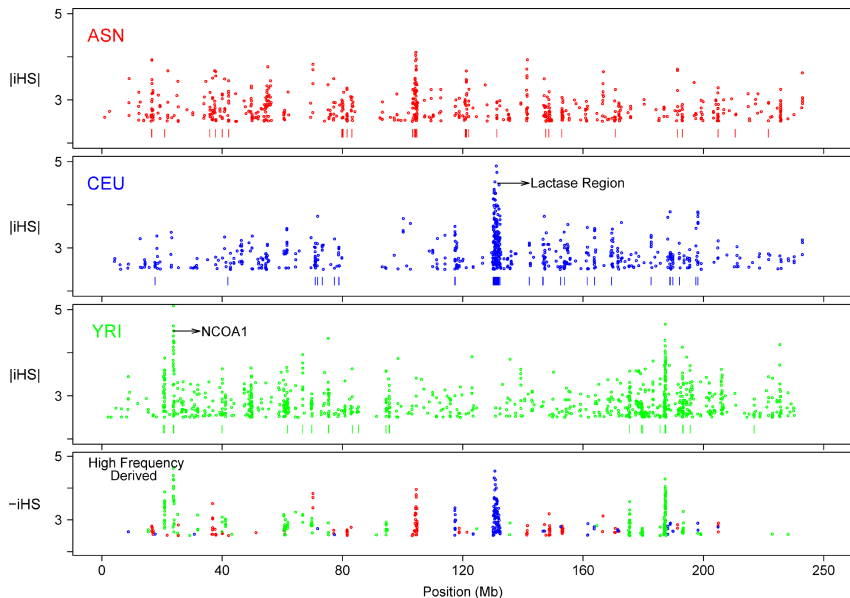 5
ASN
|iHS|
3
5
CEU
Lactase Region
|iHS|
3
5
YRI
NCOA1
|iHS|
3
5
High Frequency
Derived
−iHS
3
0
40
80
120
160
200
250
Position (Mb)